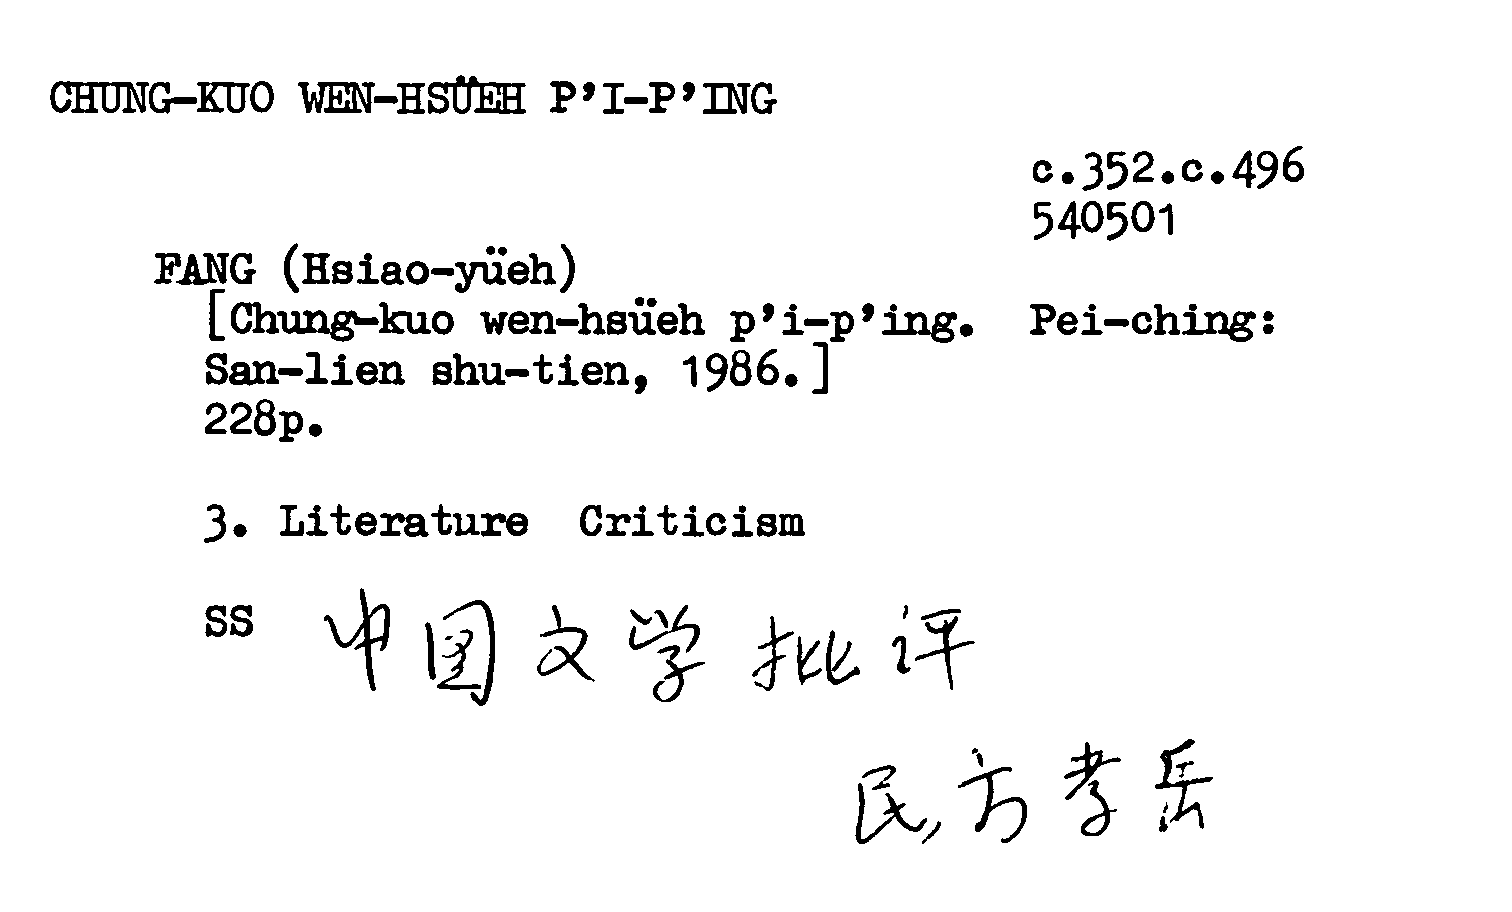 CHUNG-KUO WEN-HSÜEH P'I-P'ING
c.352.c.496
540501
FANG (Hsiao-yüeh)
[Chung-kuo wen-hsüeh p'i-p'ing. Pei-ching:
San-lien shu-tien, 1986.]
228p.
3. Literature Criticism
SS 中国文学批评
民,方孝岳